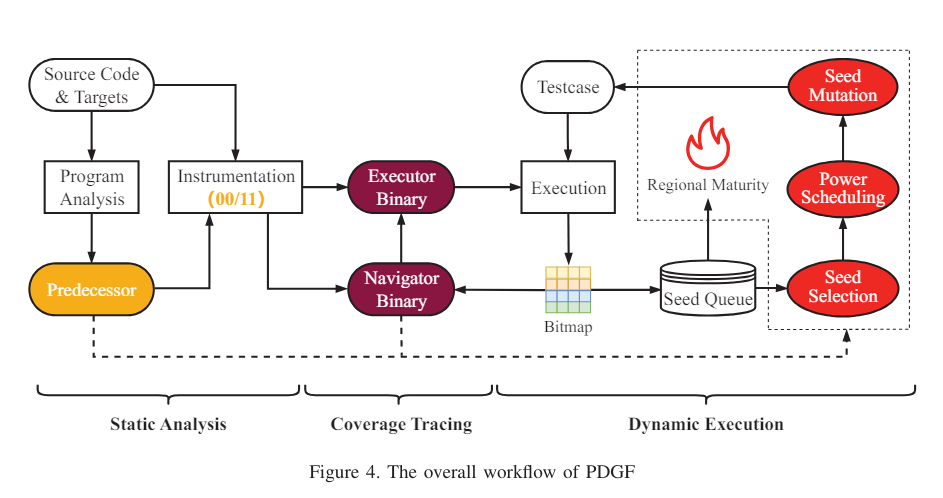 Source Code
& Targets
Program
Analysis
Predecessor
Instrumentation
(00/11)
Executor
Binary
Navigator
Binary
Testcase
Execution
Bitmap
Regional Maturity
Seed Queue
Seed
Mutation
Power
Scheduling
Seed
Selection
Static Analysis
Coverage Tracing
Dynamic Execution
Figure 4. The overall workflow of PDGF